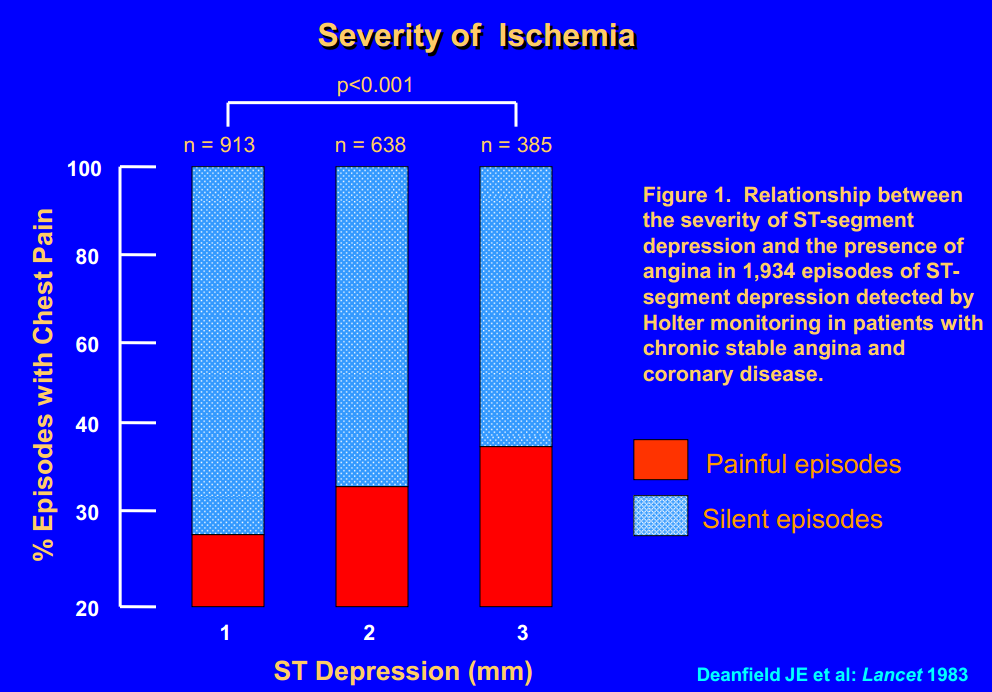 Severity of Ischemia
p<0.001
n = 913
n = 638
n = 385
100
80
60
40
30
20
% Episodes with Chest Pain
1
2
3
ST Depression (mm)
Figure 1. Relationship between
the severity of ST-segment
depression and the presence of
angina in 1,934 episodes of ST-
segment depression detected by
Holter monitoring in patients with
chronic stable angina and
coronary disease.
Painful episodes
Silent episodes
Deanfield JE et al: Lancet 1983